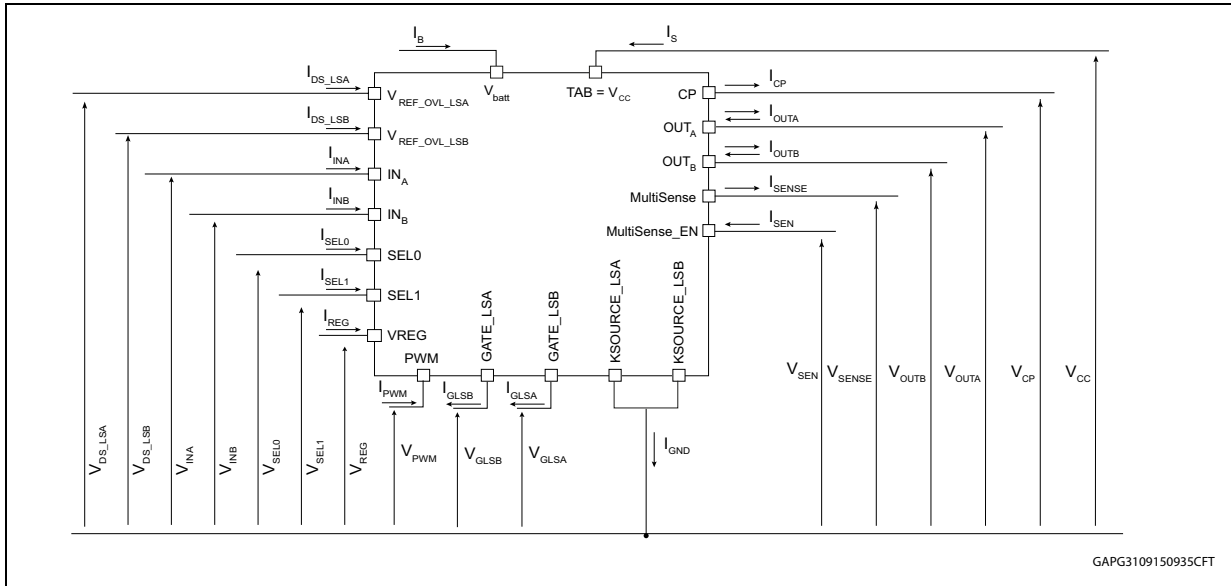 I_B
I_S
I_DS_LSA
V_REF_OVL_LSA
I_DS_LSB
V_REF_OVL_LSB
I_INA
IN_A
I_INB
IN_B
I_SEL0
SEL0
I_SEL1
SEL1
I_REG
VREG
V_batt
TAB = V_CC
CP
I_CP
OUT_A
I_OUTA
OUT_B
I_OUTB
MultiSense
I_SENSE
MultiSense_EN
I_SEN
PWM
GATE_LSA
GATE_LSB
KSOURCE_LSA
KSOURCE_LSB
I_PWM
I_GLSB
I_GLSA
I_GND
V_DS_LSA
V_DS_LSB
V_INA
V_INB
V_SEL0
V_SEL1
V_REG
V_PWM
V_GLSB
V_GLSA
V_SEN
V_SENSE
V_OUTB
V_OUTA
V_CP
V_CC
GAPG3109150935CFT